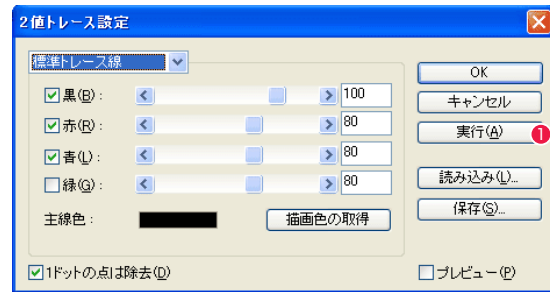 2値トレース設定
標準トレース線
黒(B): 100
赤(R): 80
青(L): 80
緑(G): 80
主線色: 描画色の取得
1ドットの点は除去(D)
OK
キャンセル
実行(A) 1
読み込み(L)...
保存(S)...
プレビュー(P)